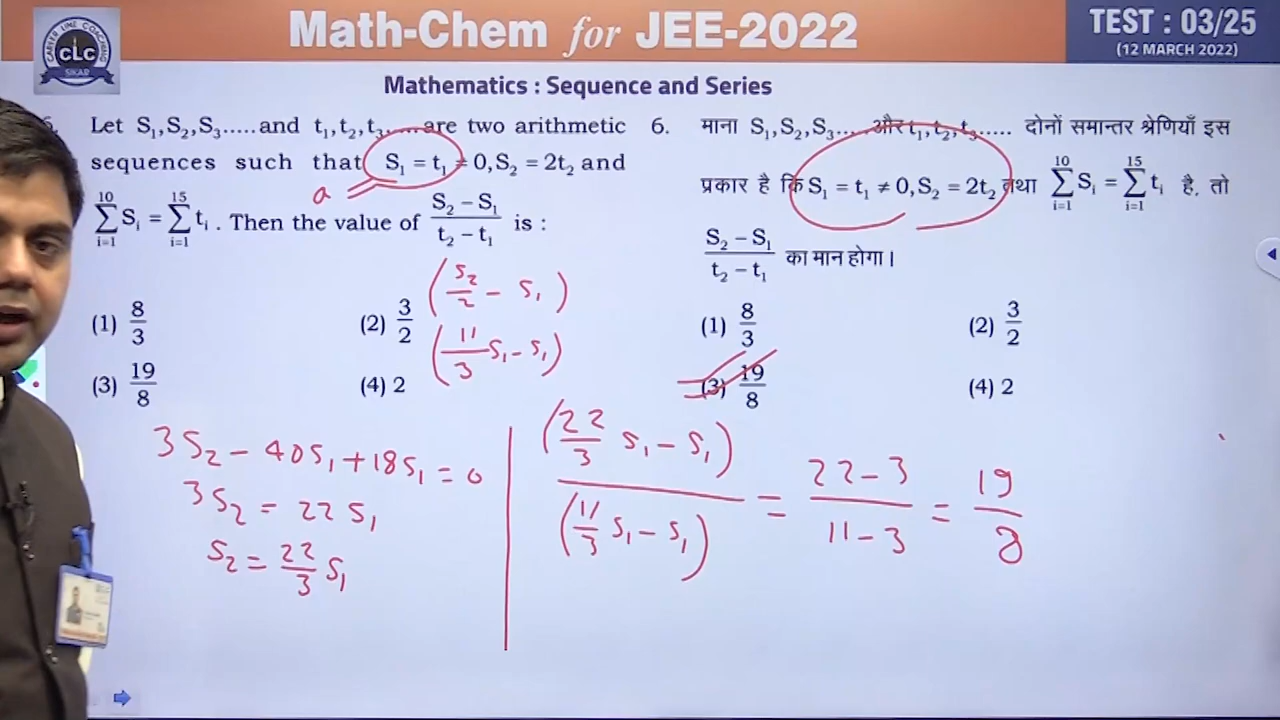 Math-Chem for JEE-2022
TEST : 03/25
(12 MARCH 2022)
CAREER LINE COACHING
CLC
SIKAR
Mathematics : Sequence and Series
6. Let S₁,S₂,S₃.....and t₁,t₂,t₃..... are two arithmetic
sequences such that S₁ = t₁ ≠ 0, S₂ = 2t₂ and
a
∑_{i=1}^{10} Sᵢ = ∑_{i=1}^{15} tᵢ . Then the value of (S₂ – S₁)/(t₂ – t₁) is :
(S₂/2 – S₁)
(1) 8/3
(2) 3/2
(11/3 S₁ – S₁)
(3) 19/8
(4) 2
6. माना S₁,S₂,S₃.....और t₁,t₂,t₃..... दोनों समान्तर श्रेणियाँ इस
प्रकार है कि S₁ = t₁ ≠ 0, S₂ = 2t₂ तथा ∑_{i=1}^{10} Sᵢ = ∑_{i=1}^{15} tᵢ है. तो
(S₂ – S₁)/(t₂ – t₁) का मान होगा।
(1) 8/3
(2) 3/2
(3) 19/8
(4) 2
3S₂ – 40S₁ + 18S₁ = 0
3S₂ = 22S₁
S₂ = 22/3 S₁
(22/3 S₁ – S₁)/(11/3 S₁ – S₁) = (22 – 3)/(11 – 3) = 19/8